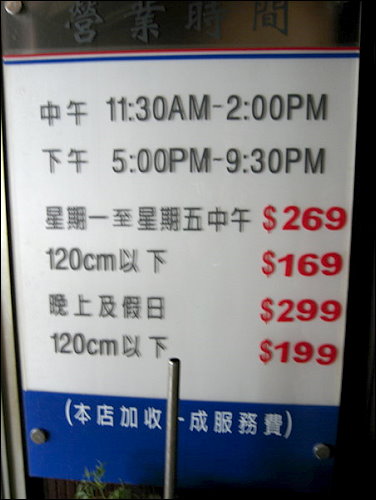 營業時間
中午 11:30AM-2:00PM
下午 5:00PM-9:30PM
星期一至星期五中午 $269
120cm以下 $169
晚上及假日 $299
120cm以下 $199
(本店加收一成服務費)